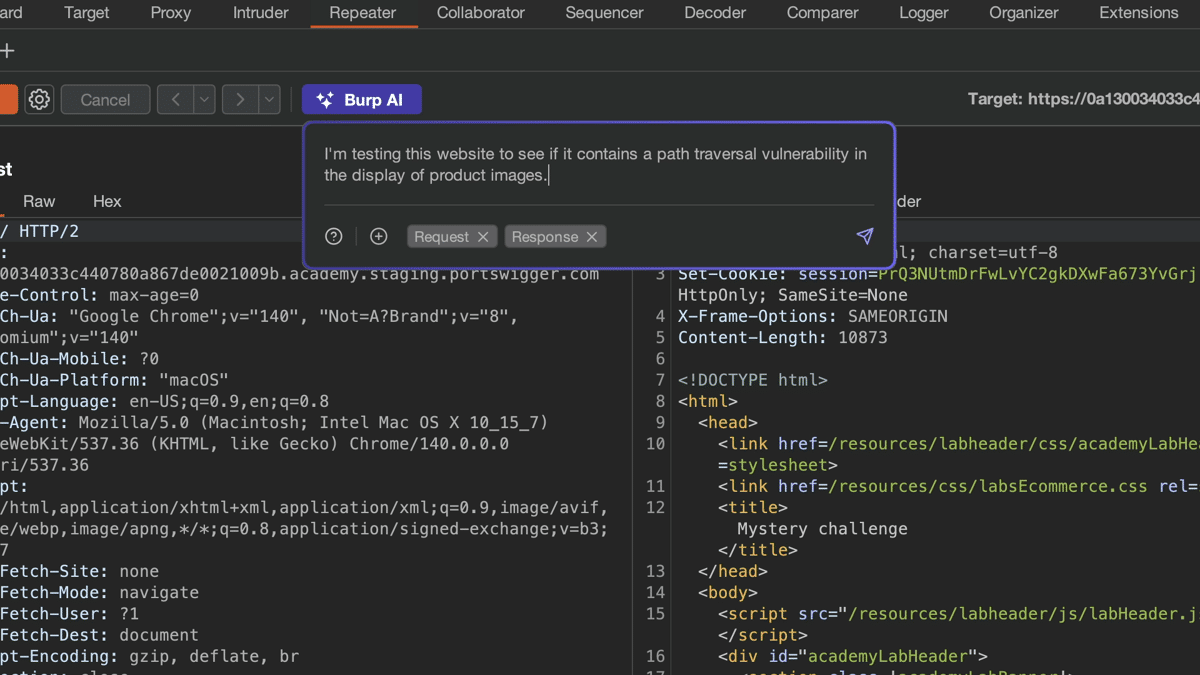 ard Target Proxy Intruder Repeater Collaborator Sequencer Decoder Comparer Logger Organizer Extensions
+
Cancel
Burp AI
Target: https://0a130034033c4
I'm testing this website to see if it contains a path traversal vulnerability in
the display of product images.
Request
Response
st
Raw Hex
/ HTTP/2
:
0034033c440780a867de0021009b.academy.staging.portswigger.com
e-Control: max-age=0
Ch-Ua: "Google Chrome";v="140", "Not=A?Brand";v="8",
omium";v="140"
Ch-Ua-Mobile: ?0
Ch-Ua-Platform: "macOS"
pt-Language: en-US;q=0.9,en;q=0.8
-Agent: Mozilla/5.0 (Macintosh; Intel Mac OS X 10_15_7)
eWebKit/537.36 (KHTML, like Gecko) Chrome/140.0.0.0
ri/537.36
pt:
/html,application/xhtml+xml,application/xml;q=0.9,image/avif,
e/webp,image/apng,*/*;q=0.8,application/signed-exchange;v=b3;
7
Fetch-Site: none
Fetch-Mode: navigate
Fetch-User: ?1
Fetch-Dest: document
pt-Encoding: gzip, deflate, br
der
l; charset=utf-8
3 Set-Cookie: session=PrQ3NUtmDrFwLvYC2gkDXwFa673YvGrj
HttpOnly; SameSite=None
4 X-Frame-Options: SAMEORIGIN
5 Content-Length: 10873
6
7 <!DOCTYPE html>
8 <html>
9 <head>
10 <link href=/resources/labheader/css/academyLabHea
=stylesheet>
11 <link href=/resources/css/labsEcommerce.css rel=
12 <title>
Mystery challenge
</title>
13 </head>
14 <body>
15 <script src="/resources/labheader/js/labHeader.js
</script>
16 <div id="academyLabHeader">
17